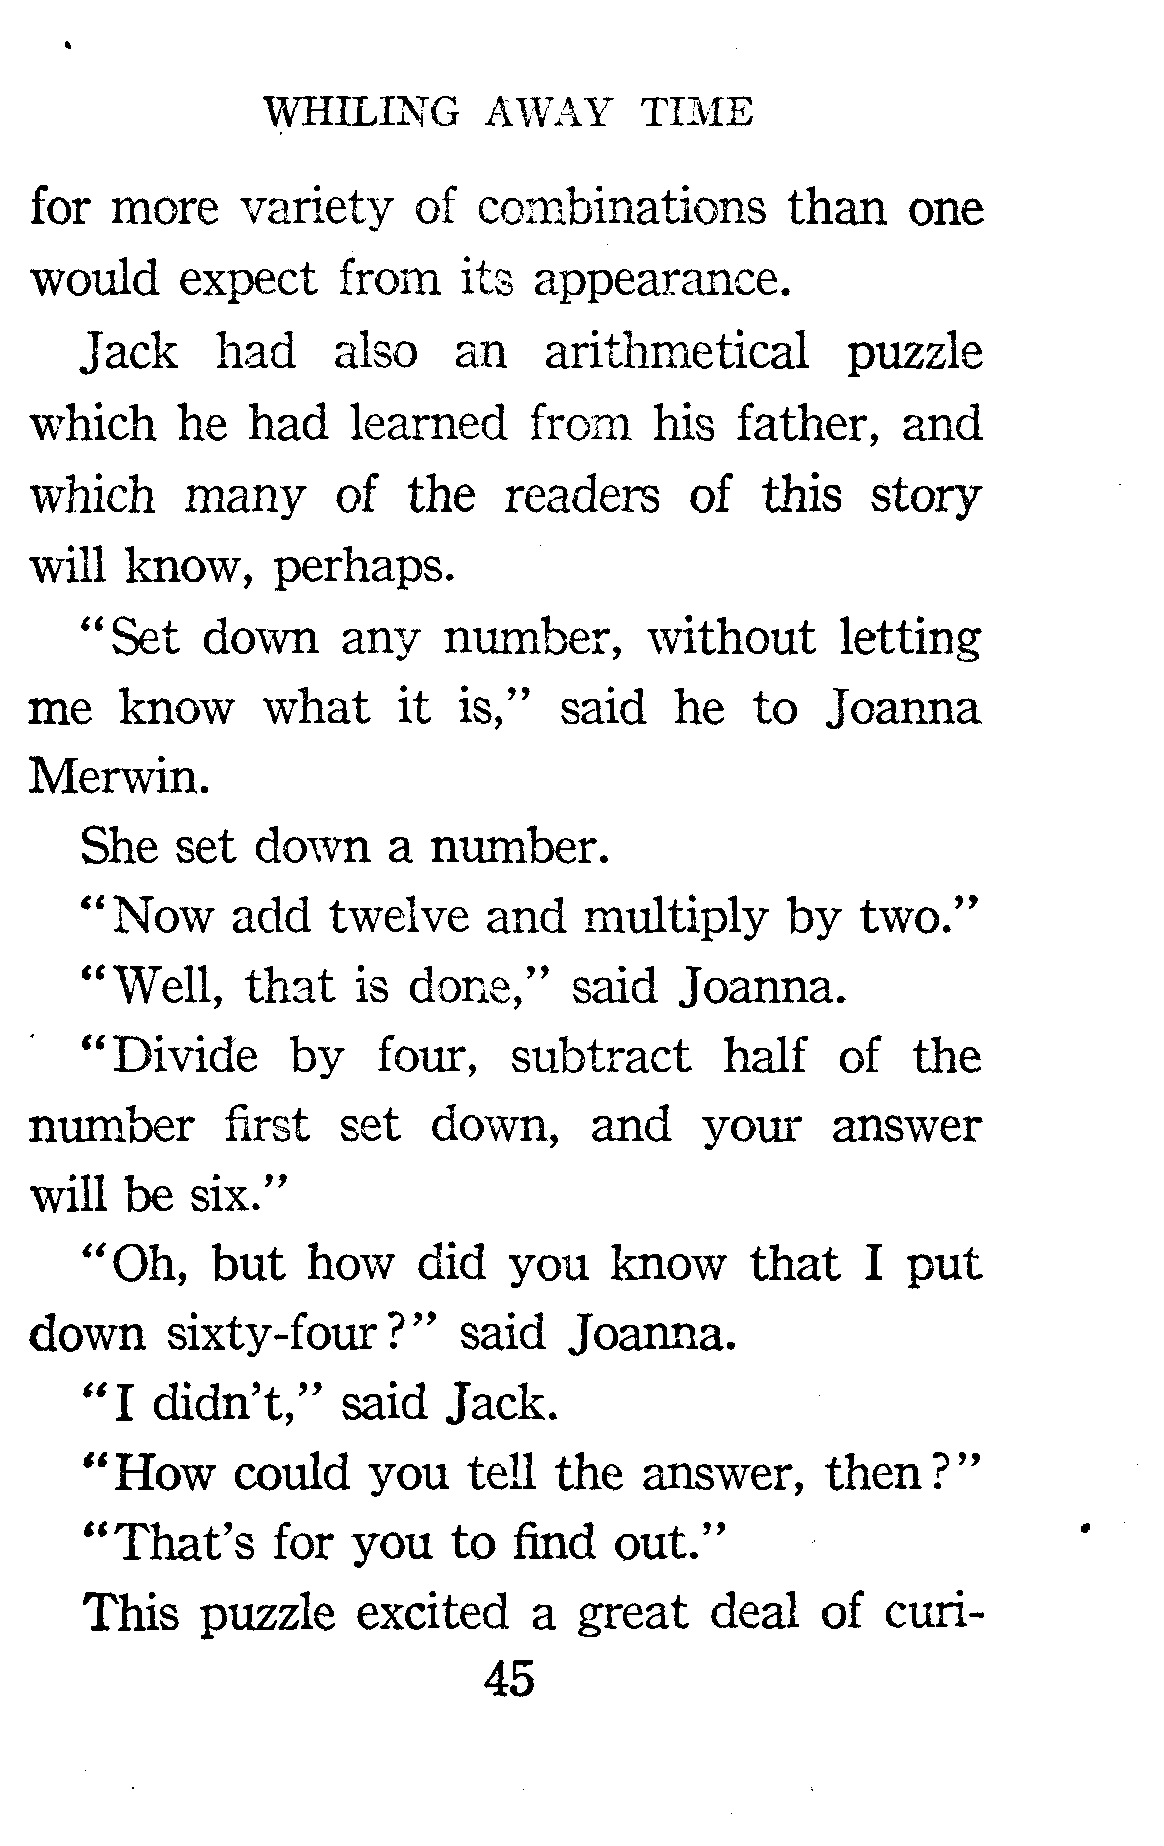 WHILING AWAY TIME
for more variety of combinations than one
would expect from its appearance.
Jack had also an arithmetical puzzle
which he had learned from his father, and
which many of the readers of this story
will know, perhaps.
“Set down any number, without letting
me know what it is,” said he to Joanna
Merwin.
She set down a number.
“Now add twelve and multiply by two.”
“Well, that is done,” said Joanna.
“Divide by four, subtract half of the
number first set down, and your answer
will be six.”
“Oh, but how did you know that I put
down sixty-four?” said Joanna.
“I didn’t,” said Jack.
“How could you tell the answer, then?”
“That’s for you to find out.”
This puzzle excited a great deal of curi-
45